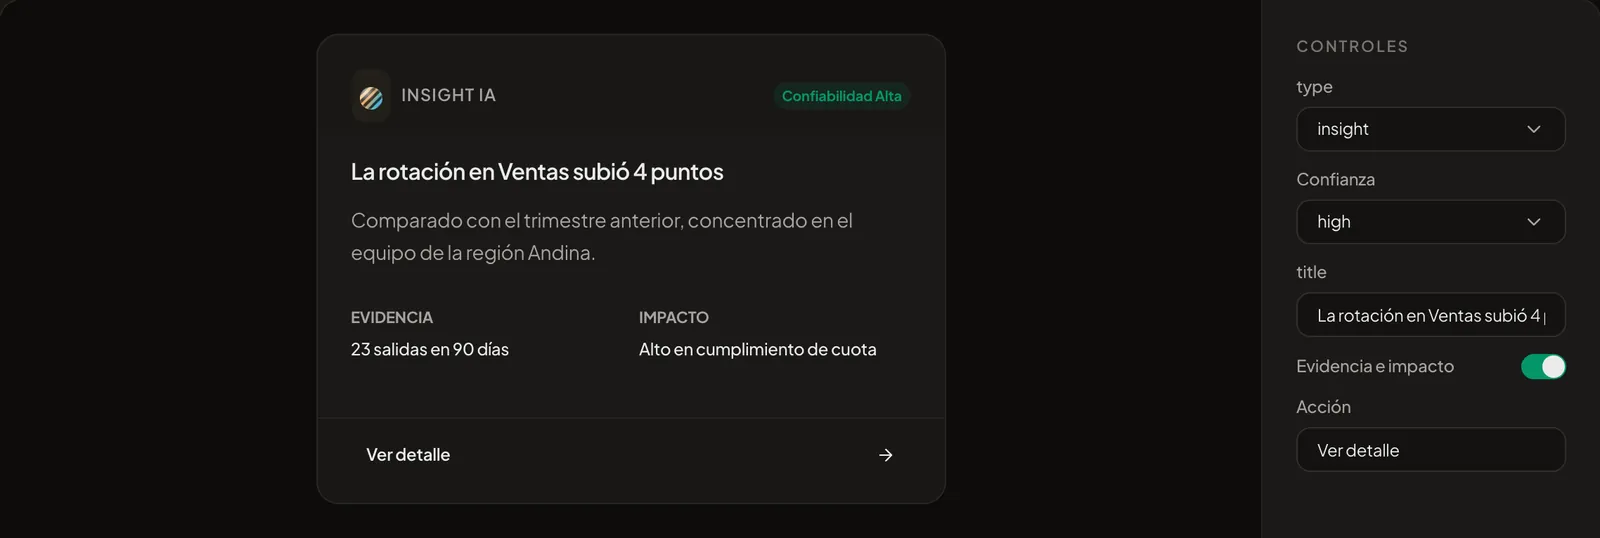 INSIGHT IA
Confiabilidad Alta
La rotación en Ventas subió 4 puntos
Comparado con el trimestre anterior, concentrado en el
equipo de la región Andina.
EVIDENCIA
23 salidas en 90 días
IMPACTO
Alto en cumplimiento de cuota
Ver detalle
CONTROLES
type
insight
Confianza
high
title
La rotación en Ventas subió 4
Evidencia e impacto
Acción
Ver detalle